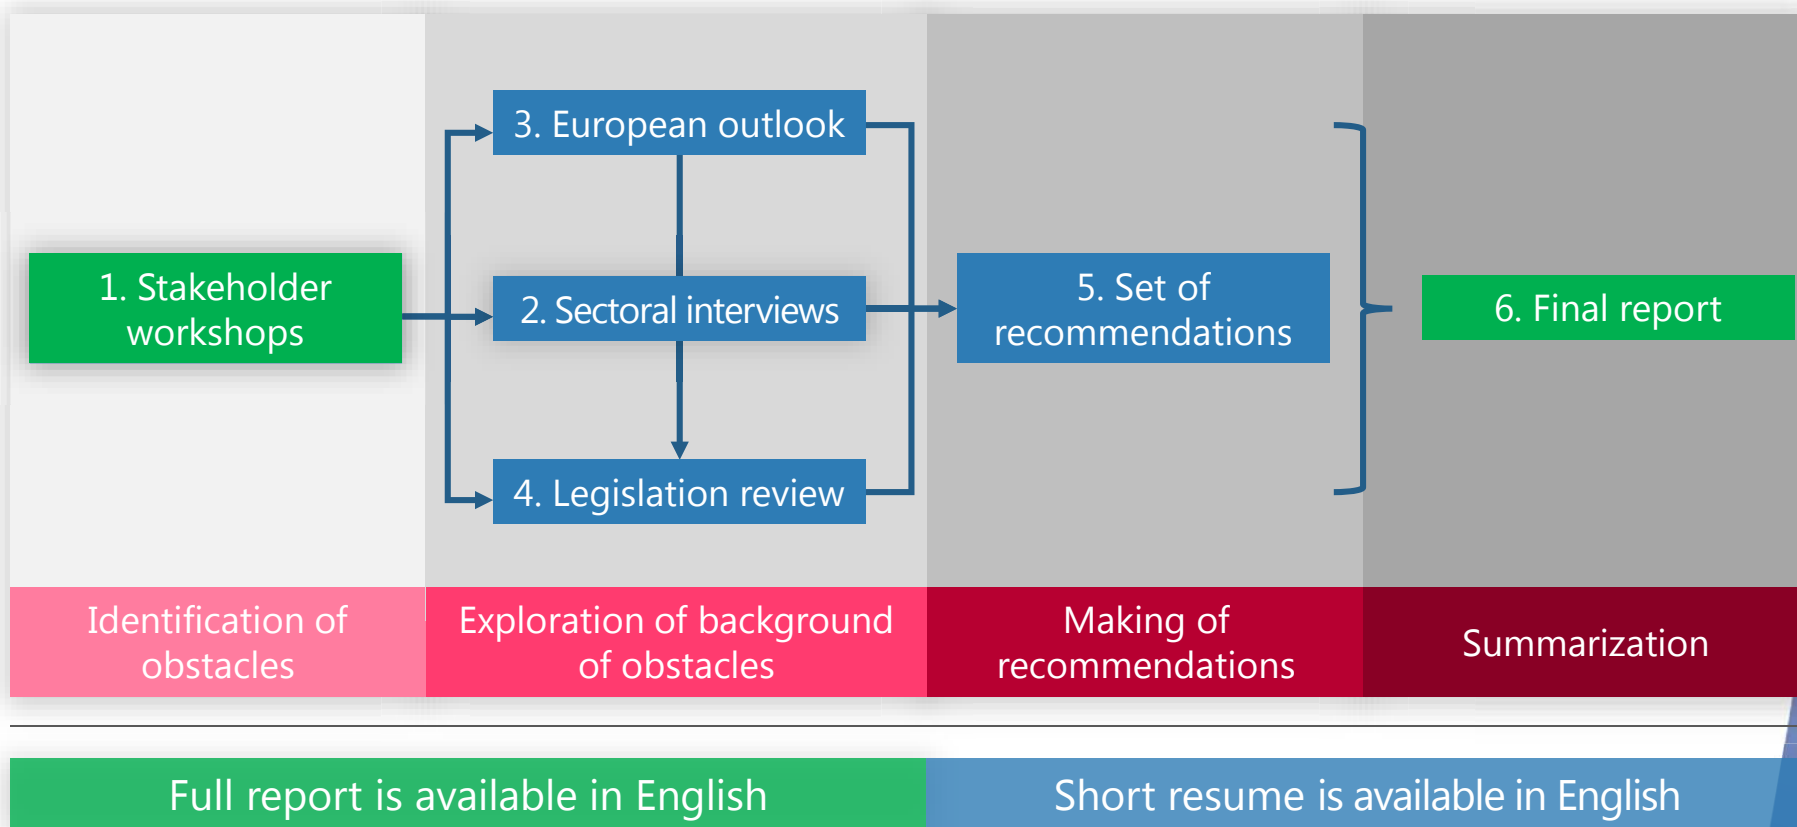 3. European outlook
1. Stakeholder
workshops
2. Sectoral interviews
5. Set of
recommendations
6. Final report
4. Legislation review
Identification of
obstacles
Exploration of background
of obstacles
Making of
recommendations
Summarization
Full report is available in English
Short resume is available in English